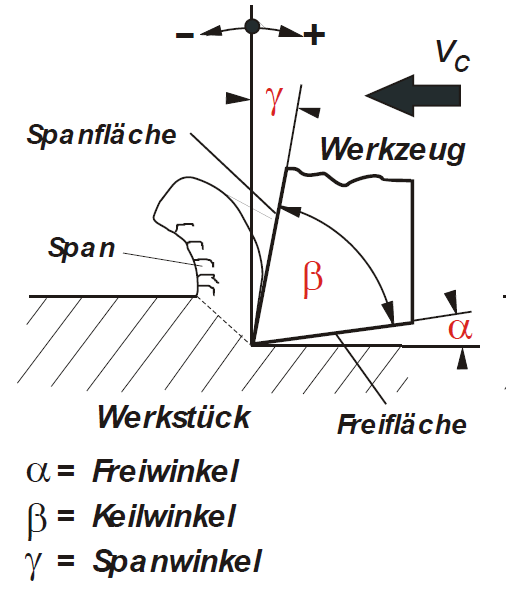 − +
V_C
γ
Spanfläche
Werkzeug
Span
β
α
Werkstück
Freifläche
α = Freiwinkel
β = Keilwinkel
γ = Spanwinkel